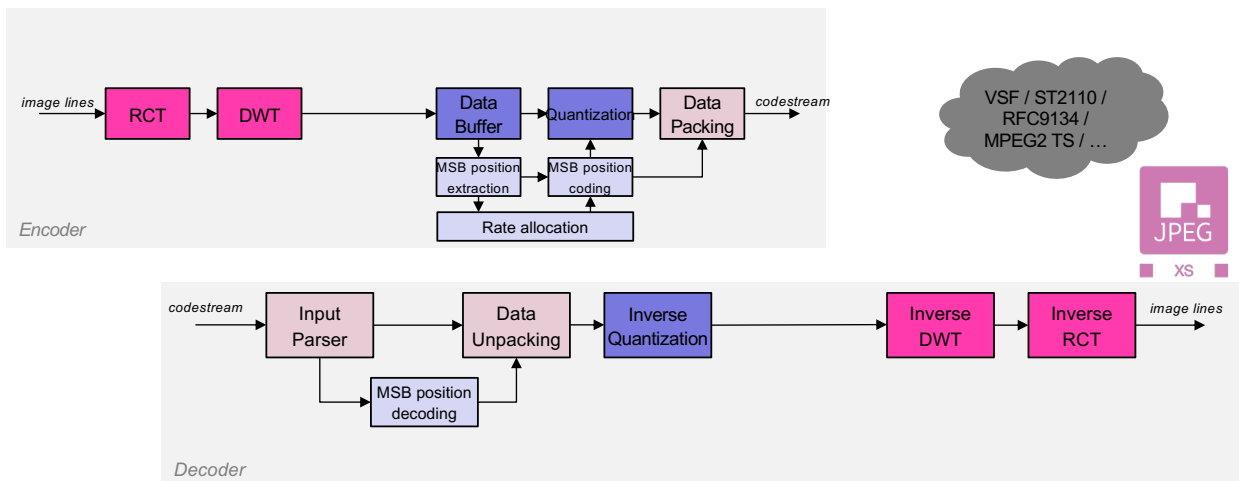 image lines
RCT
DWT
Data
Buffer
Quantization
Data
Packing
codestream
MSB position
extraction
MSB position
coding
Rate allocation
Encoder
VSF / ST2110 /
RFC9134 /
MPEG2 TS / …
JPEG
XS
codestream
Input
Parser
Data
Unpacking
Inverse
Quantization
Inverse
DWT
Inverse
RCT
image lines
MSB position
decoding
Decoder